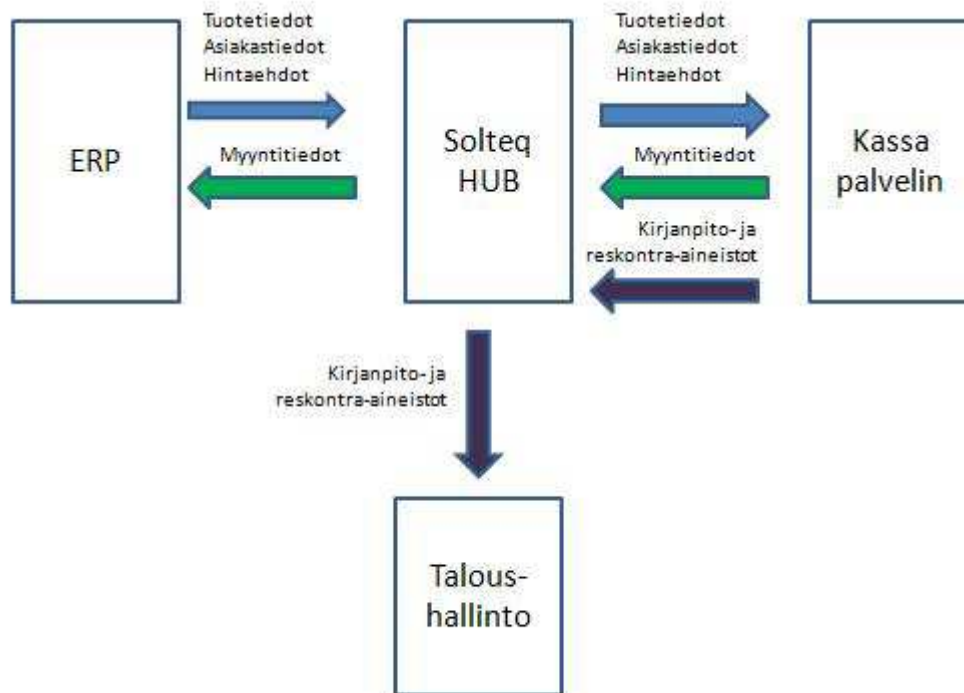 Tuotetiedot
Asiakastiedot
Hintaehdot
Tuotetiedot
Asiakastiedot
Hintaehdot
ERP
Myyntitiedot
Solteq
HUB
Myyntitiedot
Kassa
palvelin
Kirjanpito- ja
reskontra-aineistot
Kirjanpito- ja
reskontra-aineistot
Talous-
hallinto